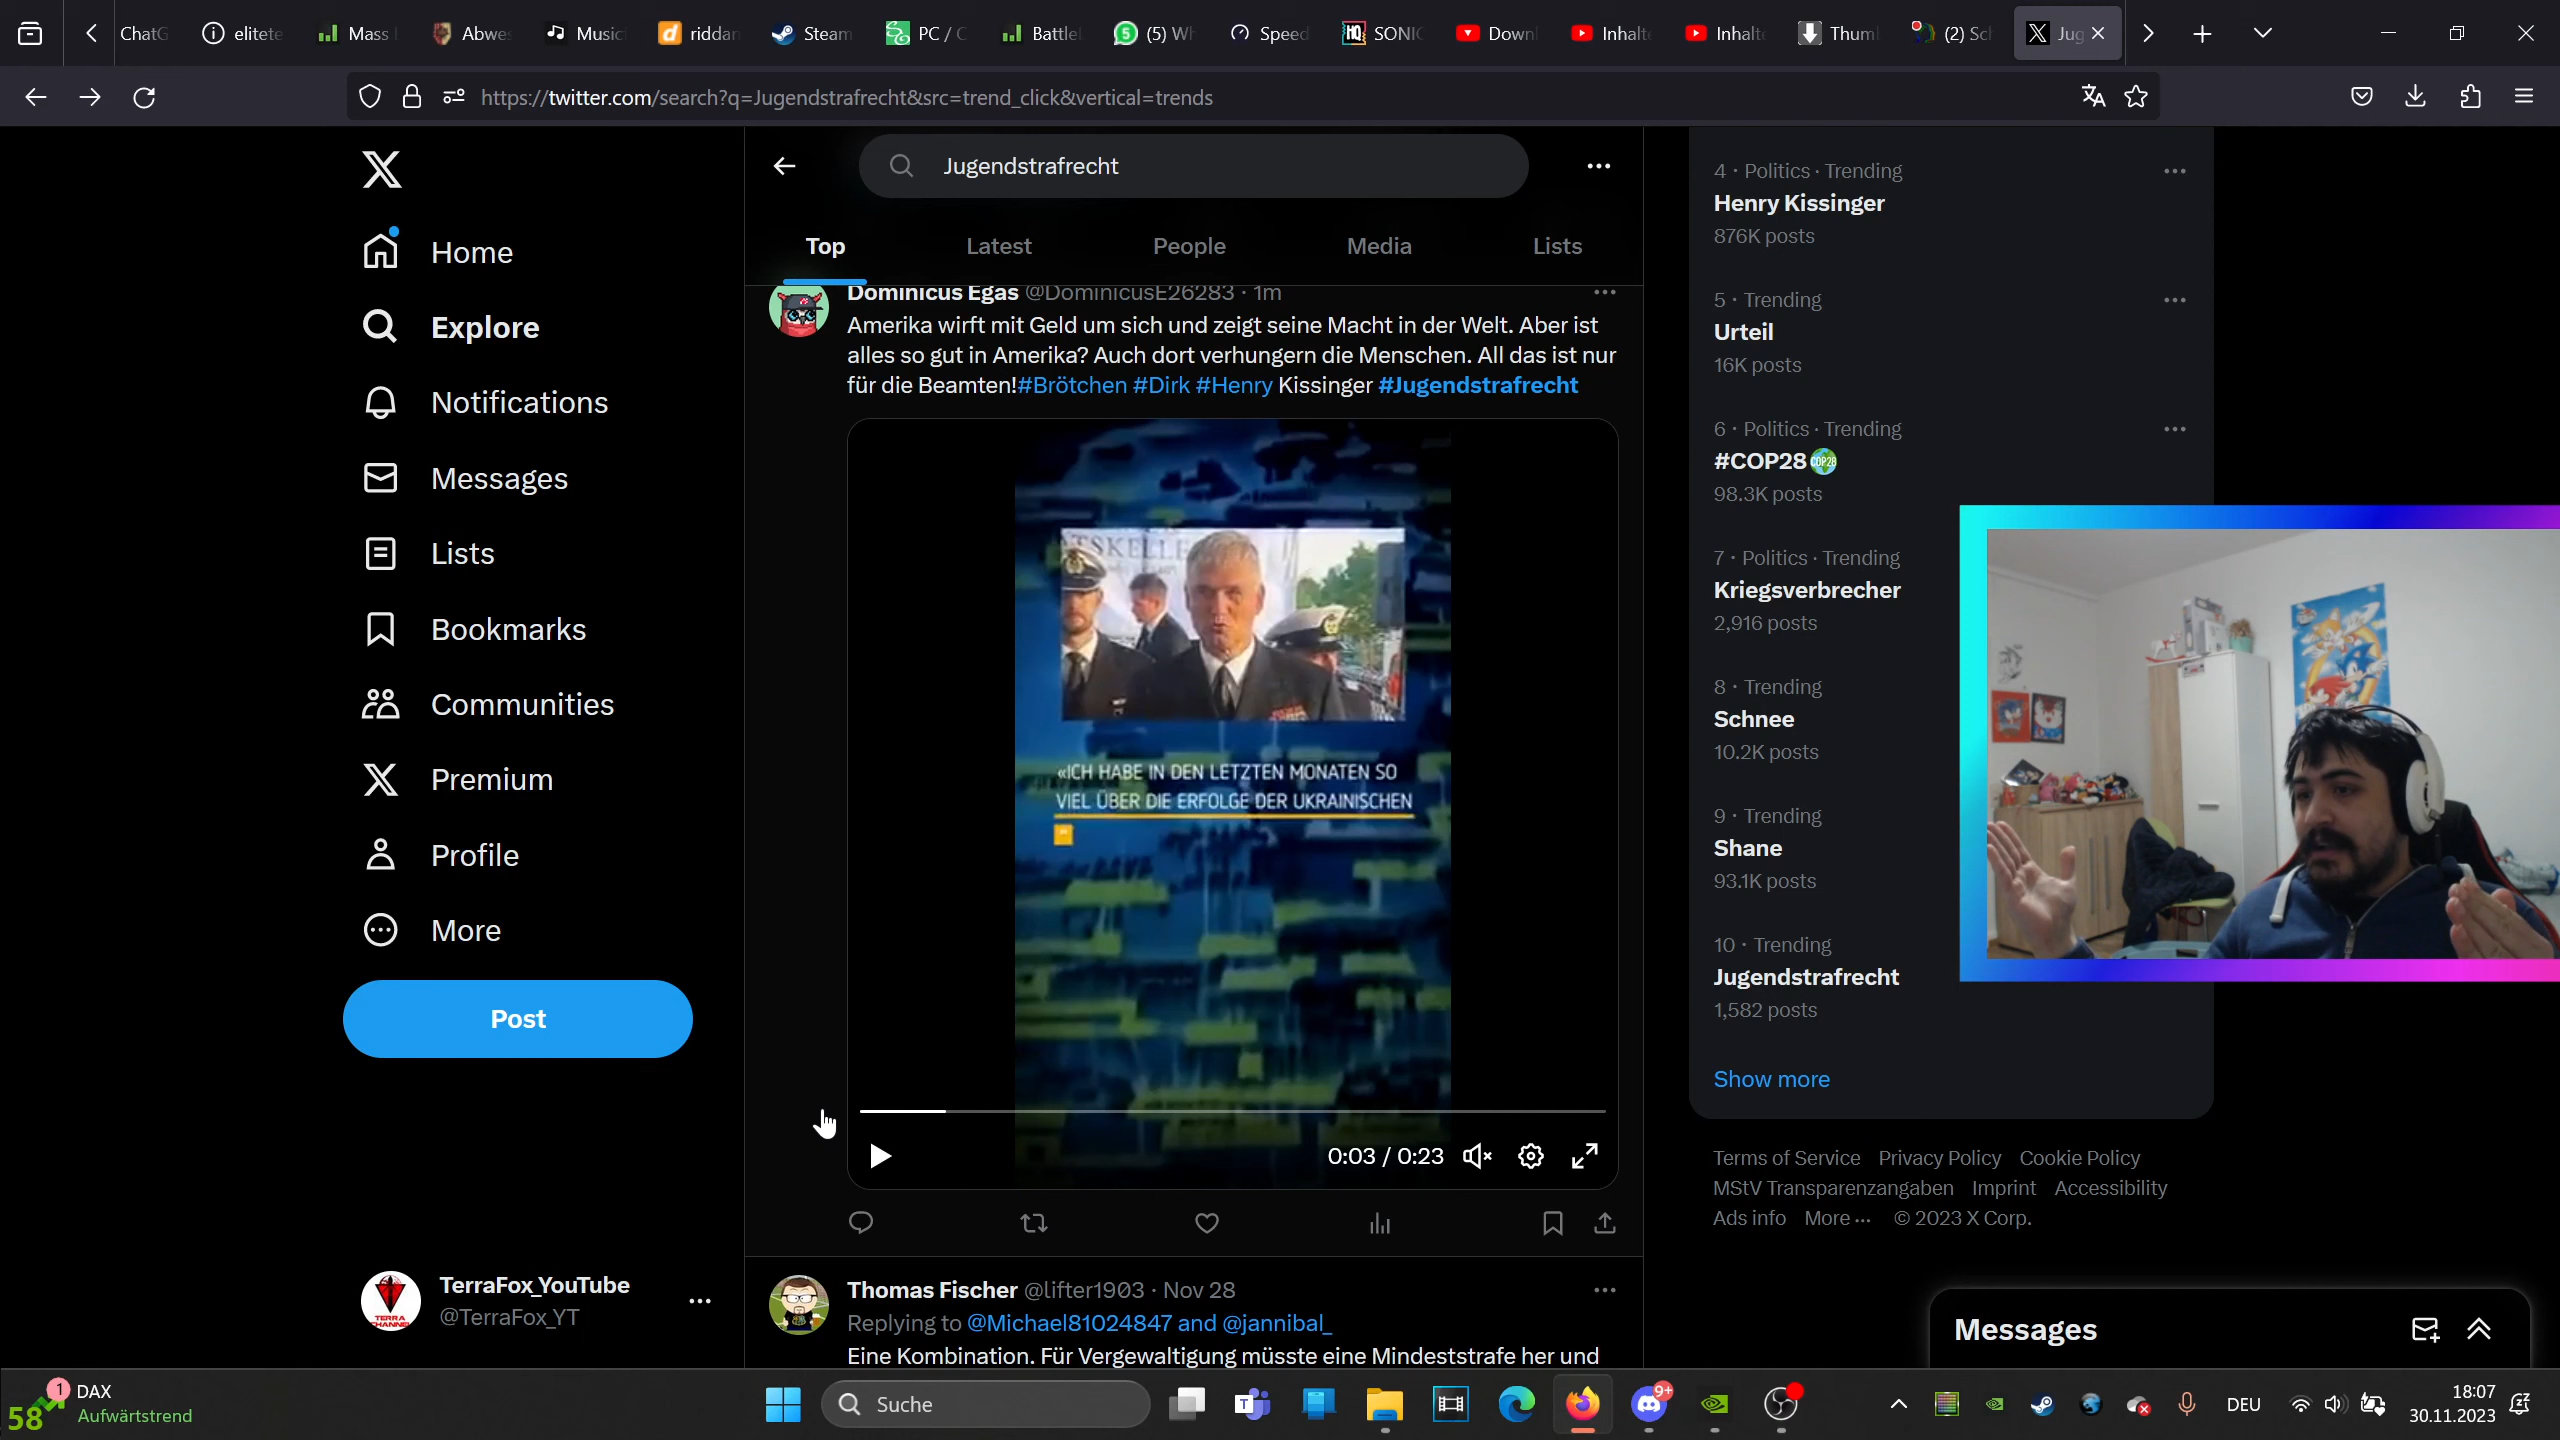 ChatG
elitete
Mass
Abwes
Music
riddan
Steam
PC / C
Battlef
(5) Wh
Speed
SONIC
Downl
Inhalte
Inhalte
Thum
(2) Sc
Jug
https://twitter.com/search?q=Jugendstrafrecht&src=trend_click&vertical=trends
Home
Explore
Notifications
Messages
Lists
Bookmarks
Communities
Premium
Profile
More
Post
TerraFox_YouTube
@TerraFox_YT
Jugendstrafrecht
Top
Latest
People
Media
Lists
Dominicus Egas @DominicusE26283 · 1m
Amerika wirft mit Geld um sich und zeigt seine Macht in der Welt. Aber ist
alles so gut in Amerika? Auch dort verhungern die Menschen. All das ist nur
für die Beamten!#Brötchen #Dirk #Henry Kissinger #Jugendstrafrecht
TSKELLE
«ICH HABE IN DEN LETZTEN MONATEN SO
VIEL ÜBER DIE ERFOLGE DER UKRAINISCHEN
0:03 / 0:23
Thomas Fischer @lifter1903 · Nov 28
Replying to @Michael81024847 and @jannibal_
Eine Kombination. Für Vergewaltigung müsste eine Mindeststrafe her und
4 · Politics · Trending
Henry Kissinger
876K posts
5 · Trending
Urteil
16K posts
6 · Politics · Trending
#COP28
COP28
98.3K posts
7 · Politics · Trending
Kriegsverbrecher
2,916 posts
8 · Trending
Schnee
10.2K posts
9 · Trending
Shane
93.1K posts
10 · Trending
Jugendstrafrecht
1,582 posts
Show more
Terms of Service Privacy Policy Cookie Policy
MStV Transparenzangaben Imprint Accessibility
Ads info More ··· © 2023 X Corp.
Messages
58
1
DAX
Aufwärtstrend
Suche
9+
DEU
18:07
30.11.2023